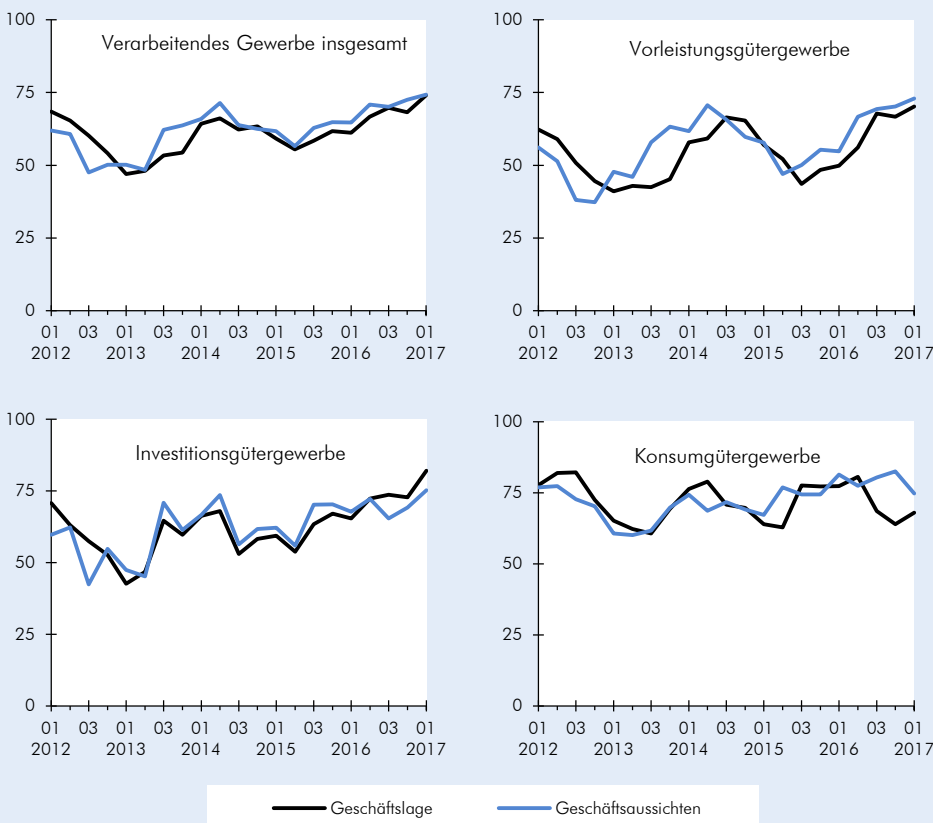 Verarbeitendes Gewerbe insgesamt
100
75
50
25
0
01 03 01 03 01 03 01 03 01 03 01
2012 2013 2014 2015 2016 2017
Vorleistungsgütergewerbe
100
75
50
25
0
01 03 01 03 01 03 01 03 01 03 01
2012 2013 2014 2015 2016 2017
Investitionsgütergewerbe
100
75
50
25
0
01 03 01 03 01 03 01 03 01 03 01
2012 2013 2014 2015 2016 2017
Konsumgütergewerbe
100
75
50
25
0
01 03 01 03 01 03 01 03 01 03 01
2012 2013 2014 2015 2016 2017
Geschäftslage Geschäftsaussichten